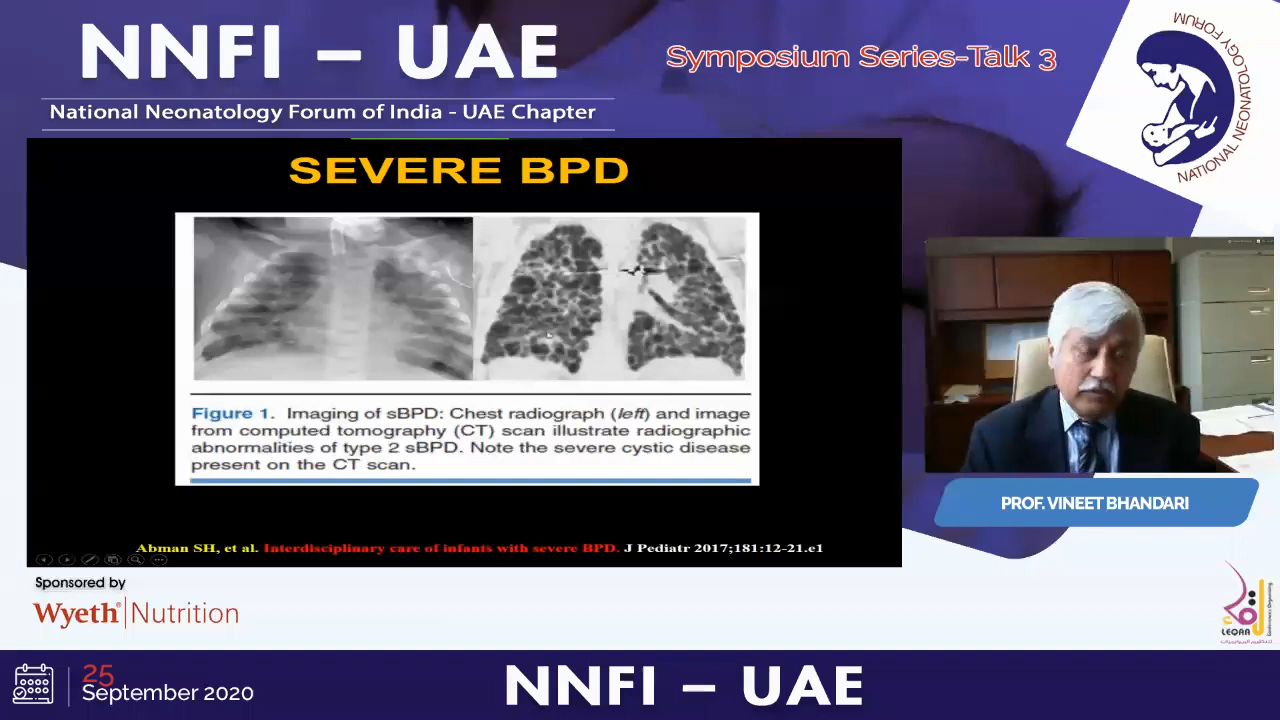 NNFI – UAE
National Neonatology Forum of India - UAE Chapter
Symposium Series-Talk 3
NATIONAL NEONATOLOGY FORUM
SEVERE BPD
Figure 1. Imaging of sBPD: Chest radiograph (left) and image
from computed tomography (CT) scan illustrate radiographic
abnormalities of type 2 sBPD. Note the severe cystic disease
present on the CT scan.
Abman SH, et al. Interdisciplinary care of infants with severe BPD. J Pediatr 2017;181:12-21.e1
PROF. VINEET BHANDARI
Sponsored by
Wyeth® Nutrition
LEQAA
25
September 2020
NNFI – UAE